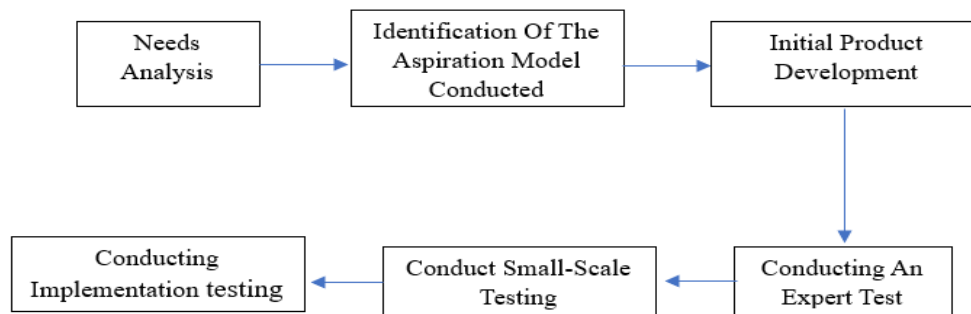 Needs
Analysis
Identification Of The
Aspiration Model
Conducted
Initial Product
Development
Conducting
Implementation testing
Conduct Small-Scale
Testing
Conducting An
Expert Test